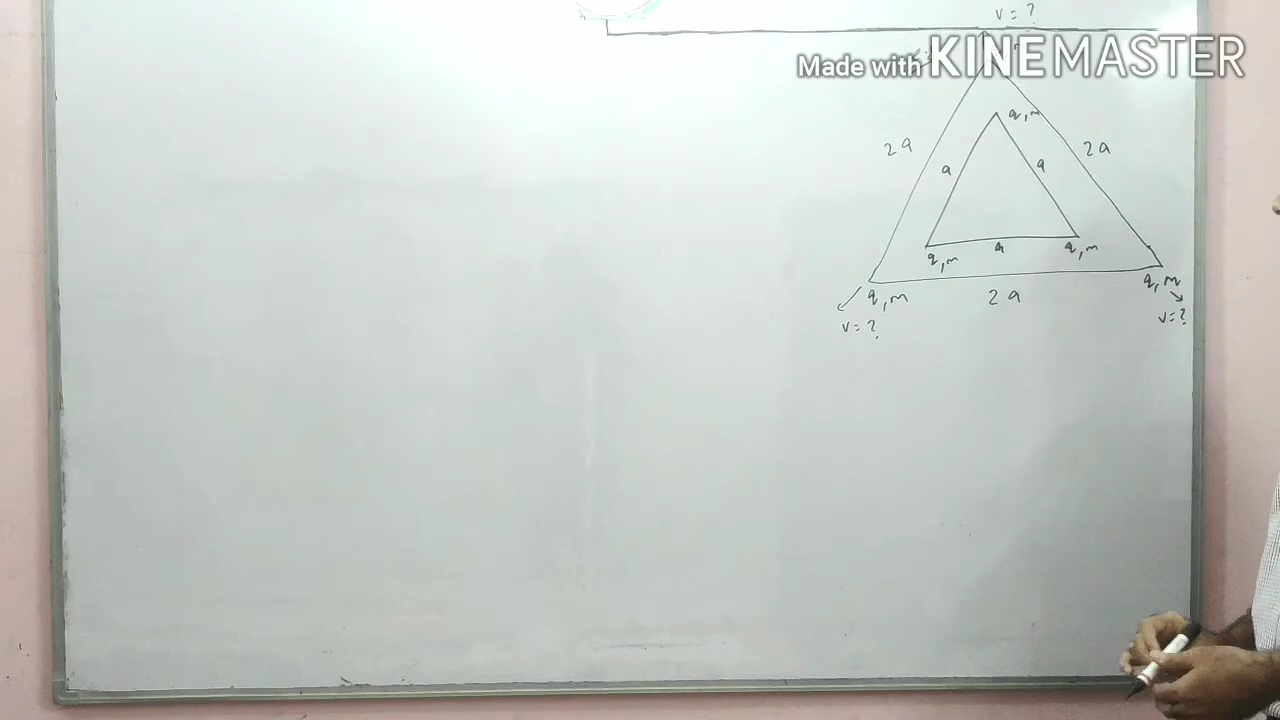 v = ?
Made with KINEMASTER
q, m
2a
2a
a
a
q, m
a
q, m
q, m
2a
q, m
v = ?
v = ?